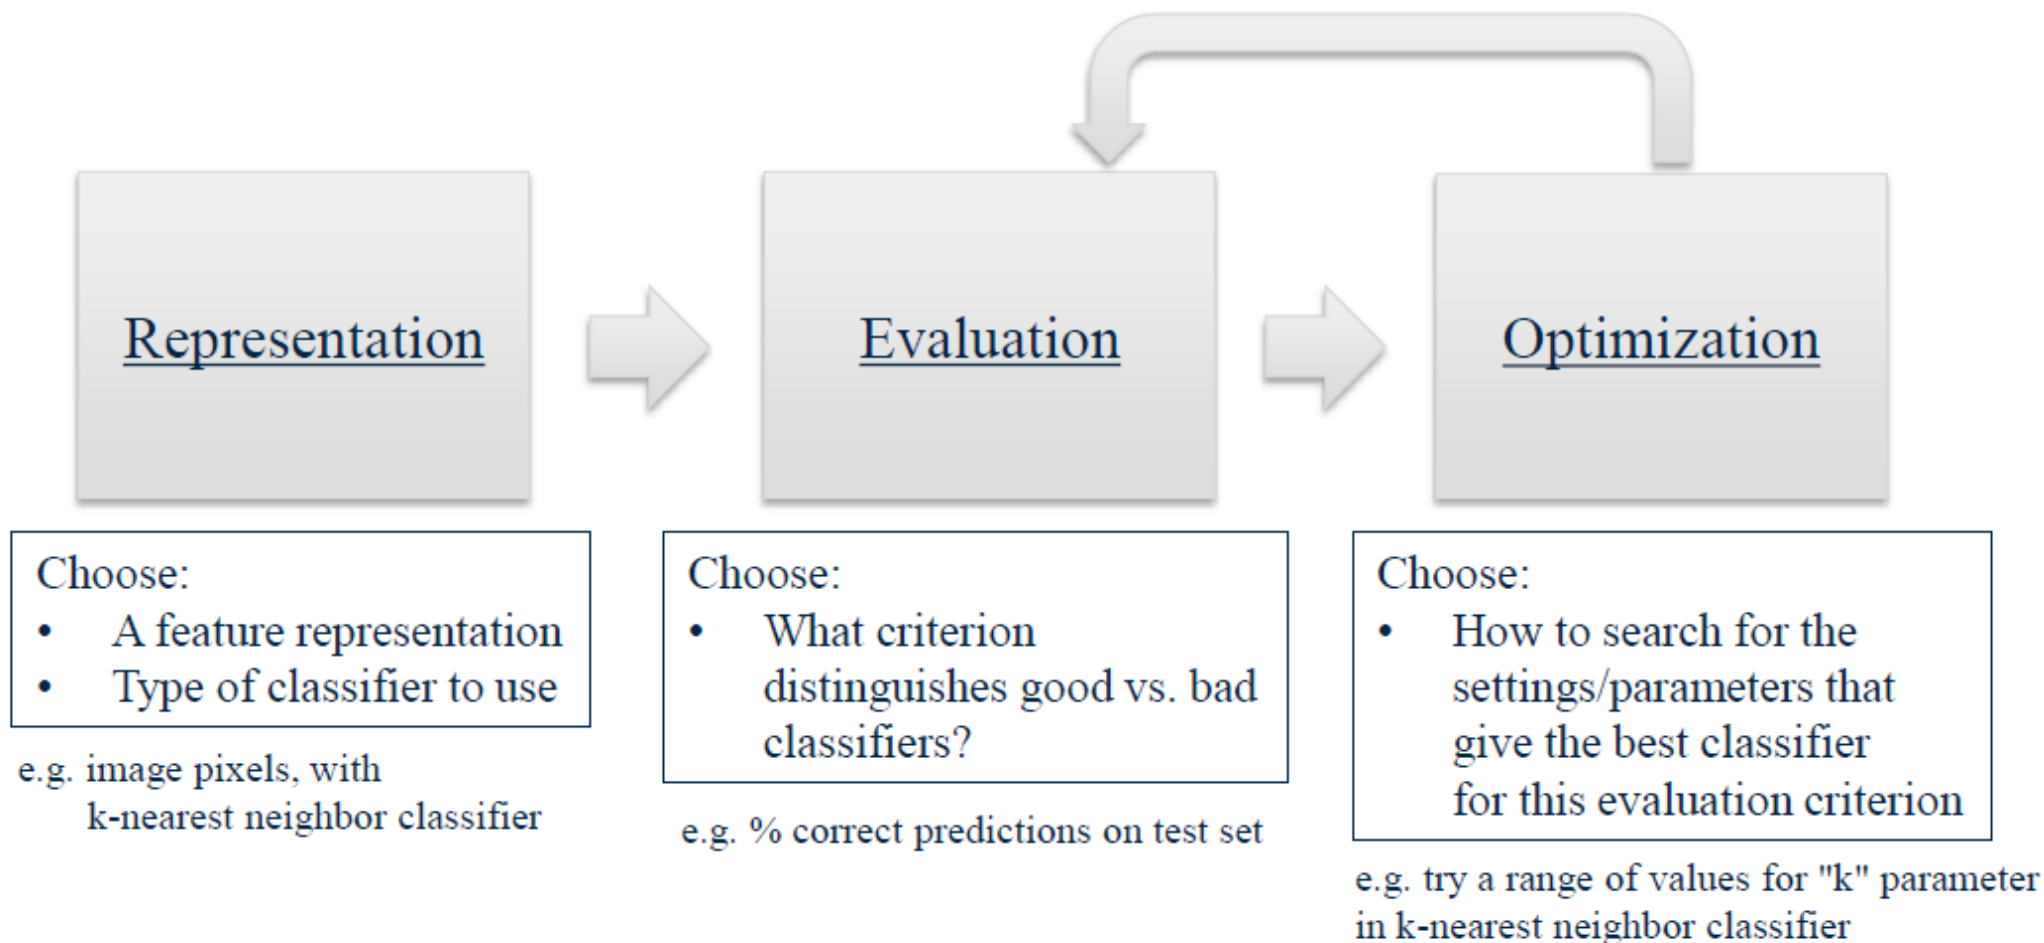 Representation
Evaluation
Optimization
Choose:
• A feature representation
• Type of classifier to use
e.g. image pixels, with
k-nearest neighbor classifier
Choose:
• What criterion
distinguishes good vs. bad
classifiers?
e.g. % correct predictions on test set
Choose:
• How to search for the
settings/parameters that
give the best classifier
for this evaluation criterion
e.g. try a range of values for "k" parameter
in k-nearest neighbor classifier